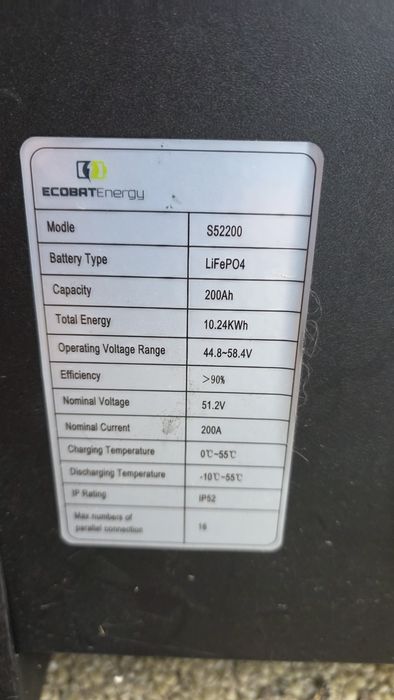 ECOBATEnergy
Modle S52200
Battery Type LiFePO4
Capacity 200Ah
Total Energy 10.24KWh
Operating Voltage Range 44.8~58.4V
Efficiency >90%
Nominal Voltage 51.2V
Nominal Current 200A
Charging Temperature 0℃~55℃
Discharging Temperature -10℃~55℃
IP Rating IP52
Max numbers of
parallel connection 16